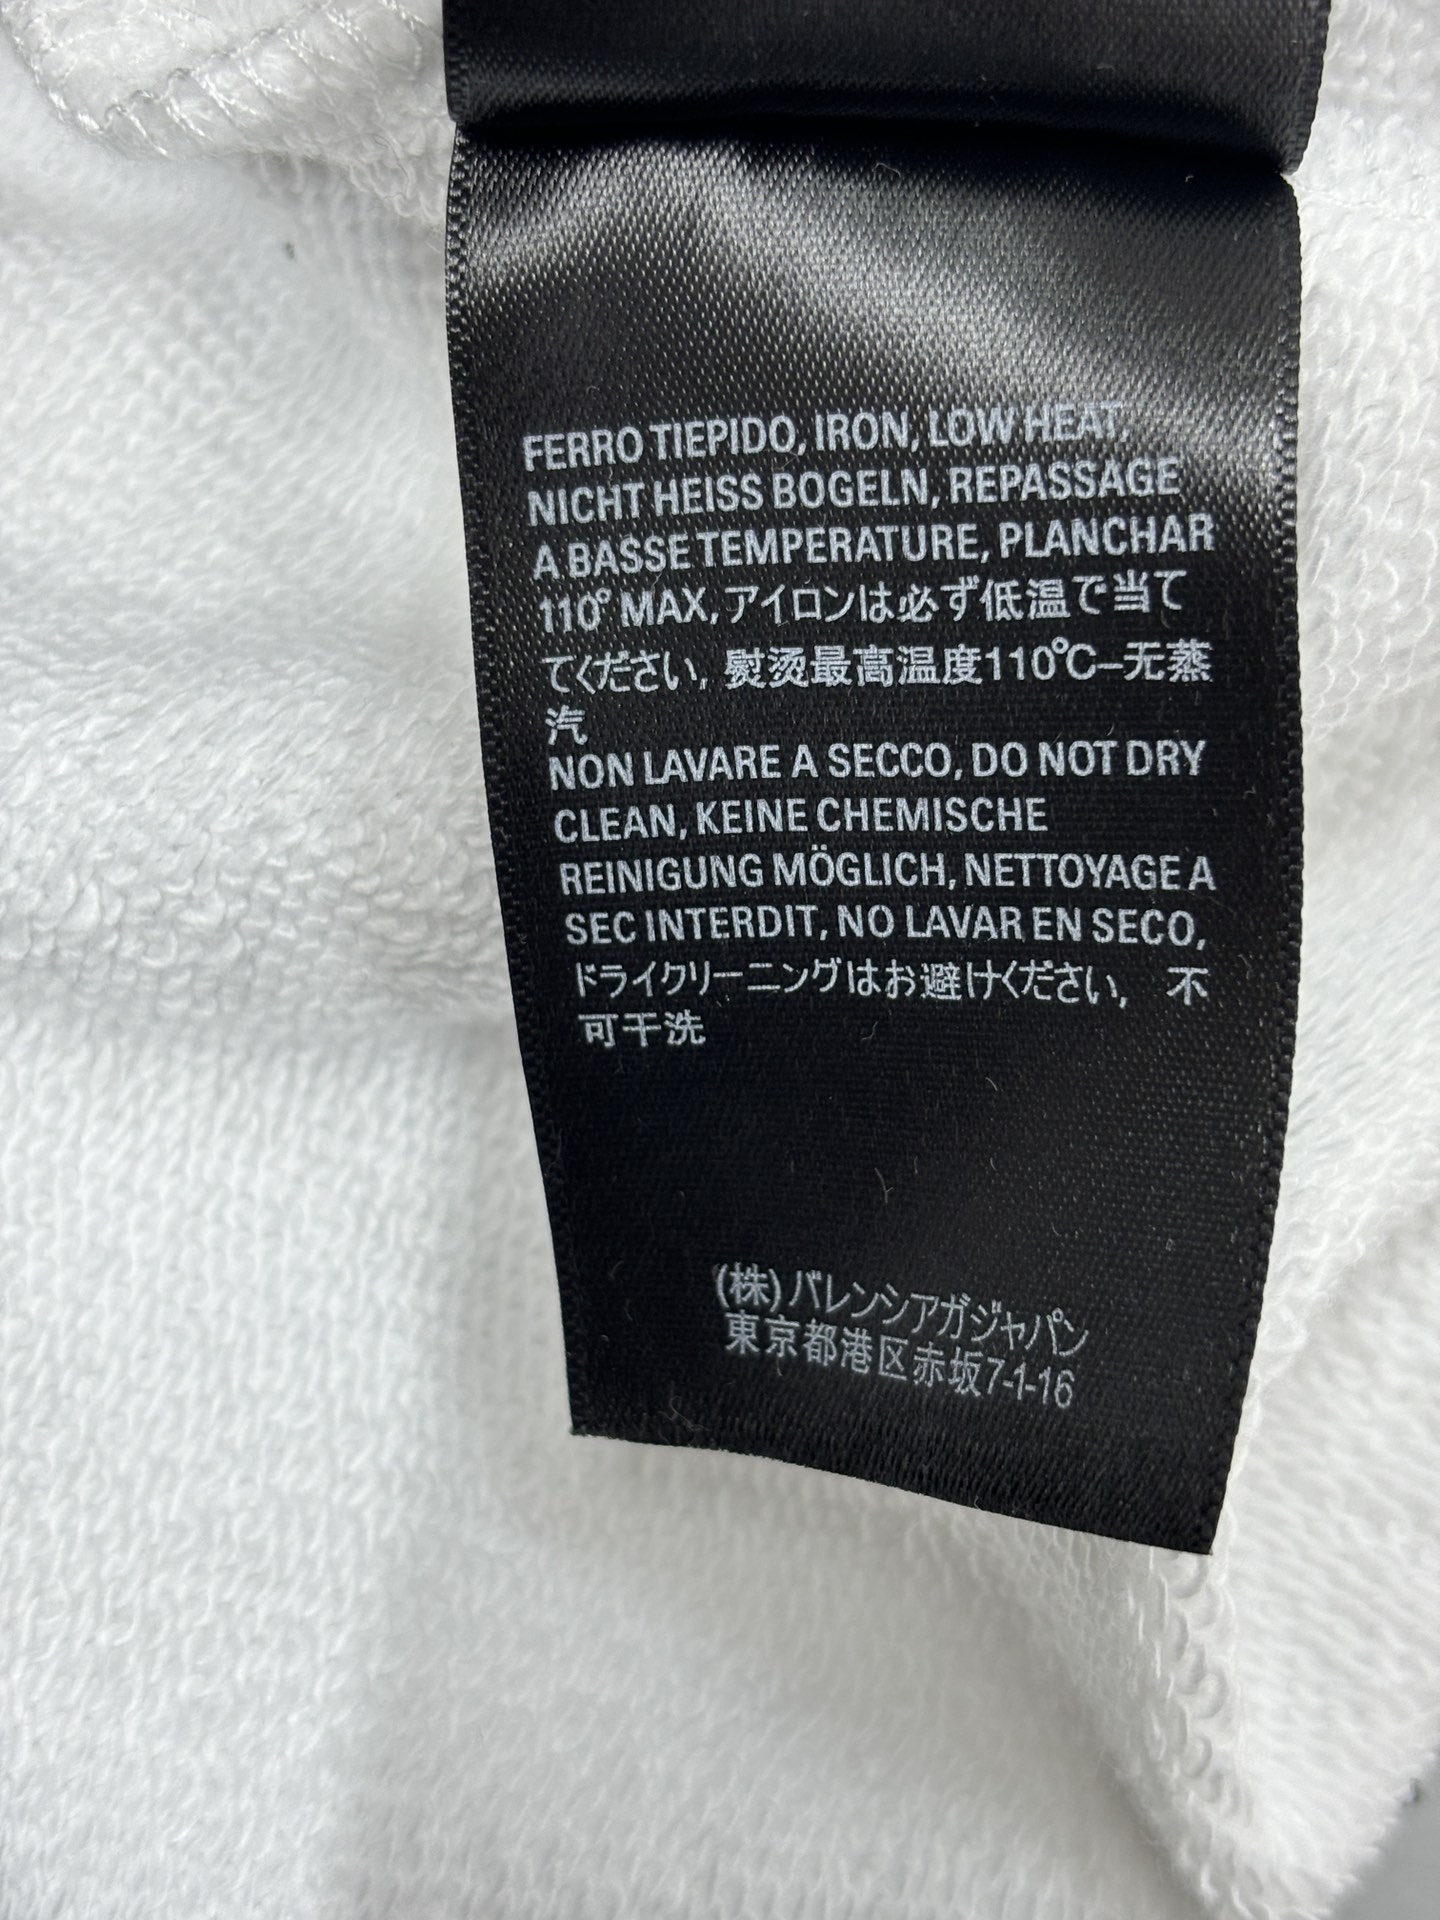 FERRO TIEPIDO, IRON, LOW HEAT,
NICHT HEISS BOGELN, REPASSAGE
A BASSE TEMPERATURE, PLANCHAR
110° MAX, アイロンは必ず低温で当て
てください, 熨烫最高温度110°C-无蒸
汽
NON LAVARE A SECCO, DO NOT DRY
CLEAN, KEINE CHEMISCHE
REINIGUNG MÖGLICH, NETTOYAGE A
SEC INTERDIT, NO LAVAR EN SECO,
ドライクリーニングはお避けください, 不
可干洗
(株)バレンシアガジャパン
東京都港区赤坂7-1-16